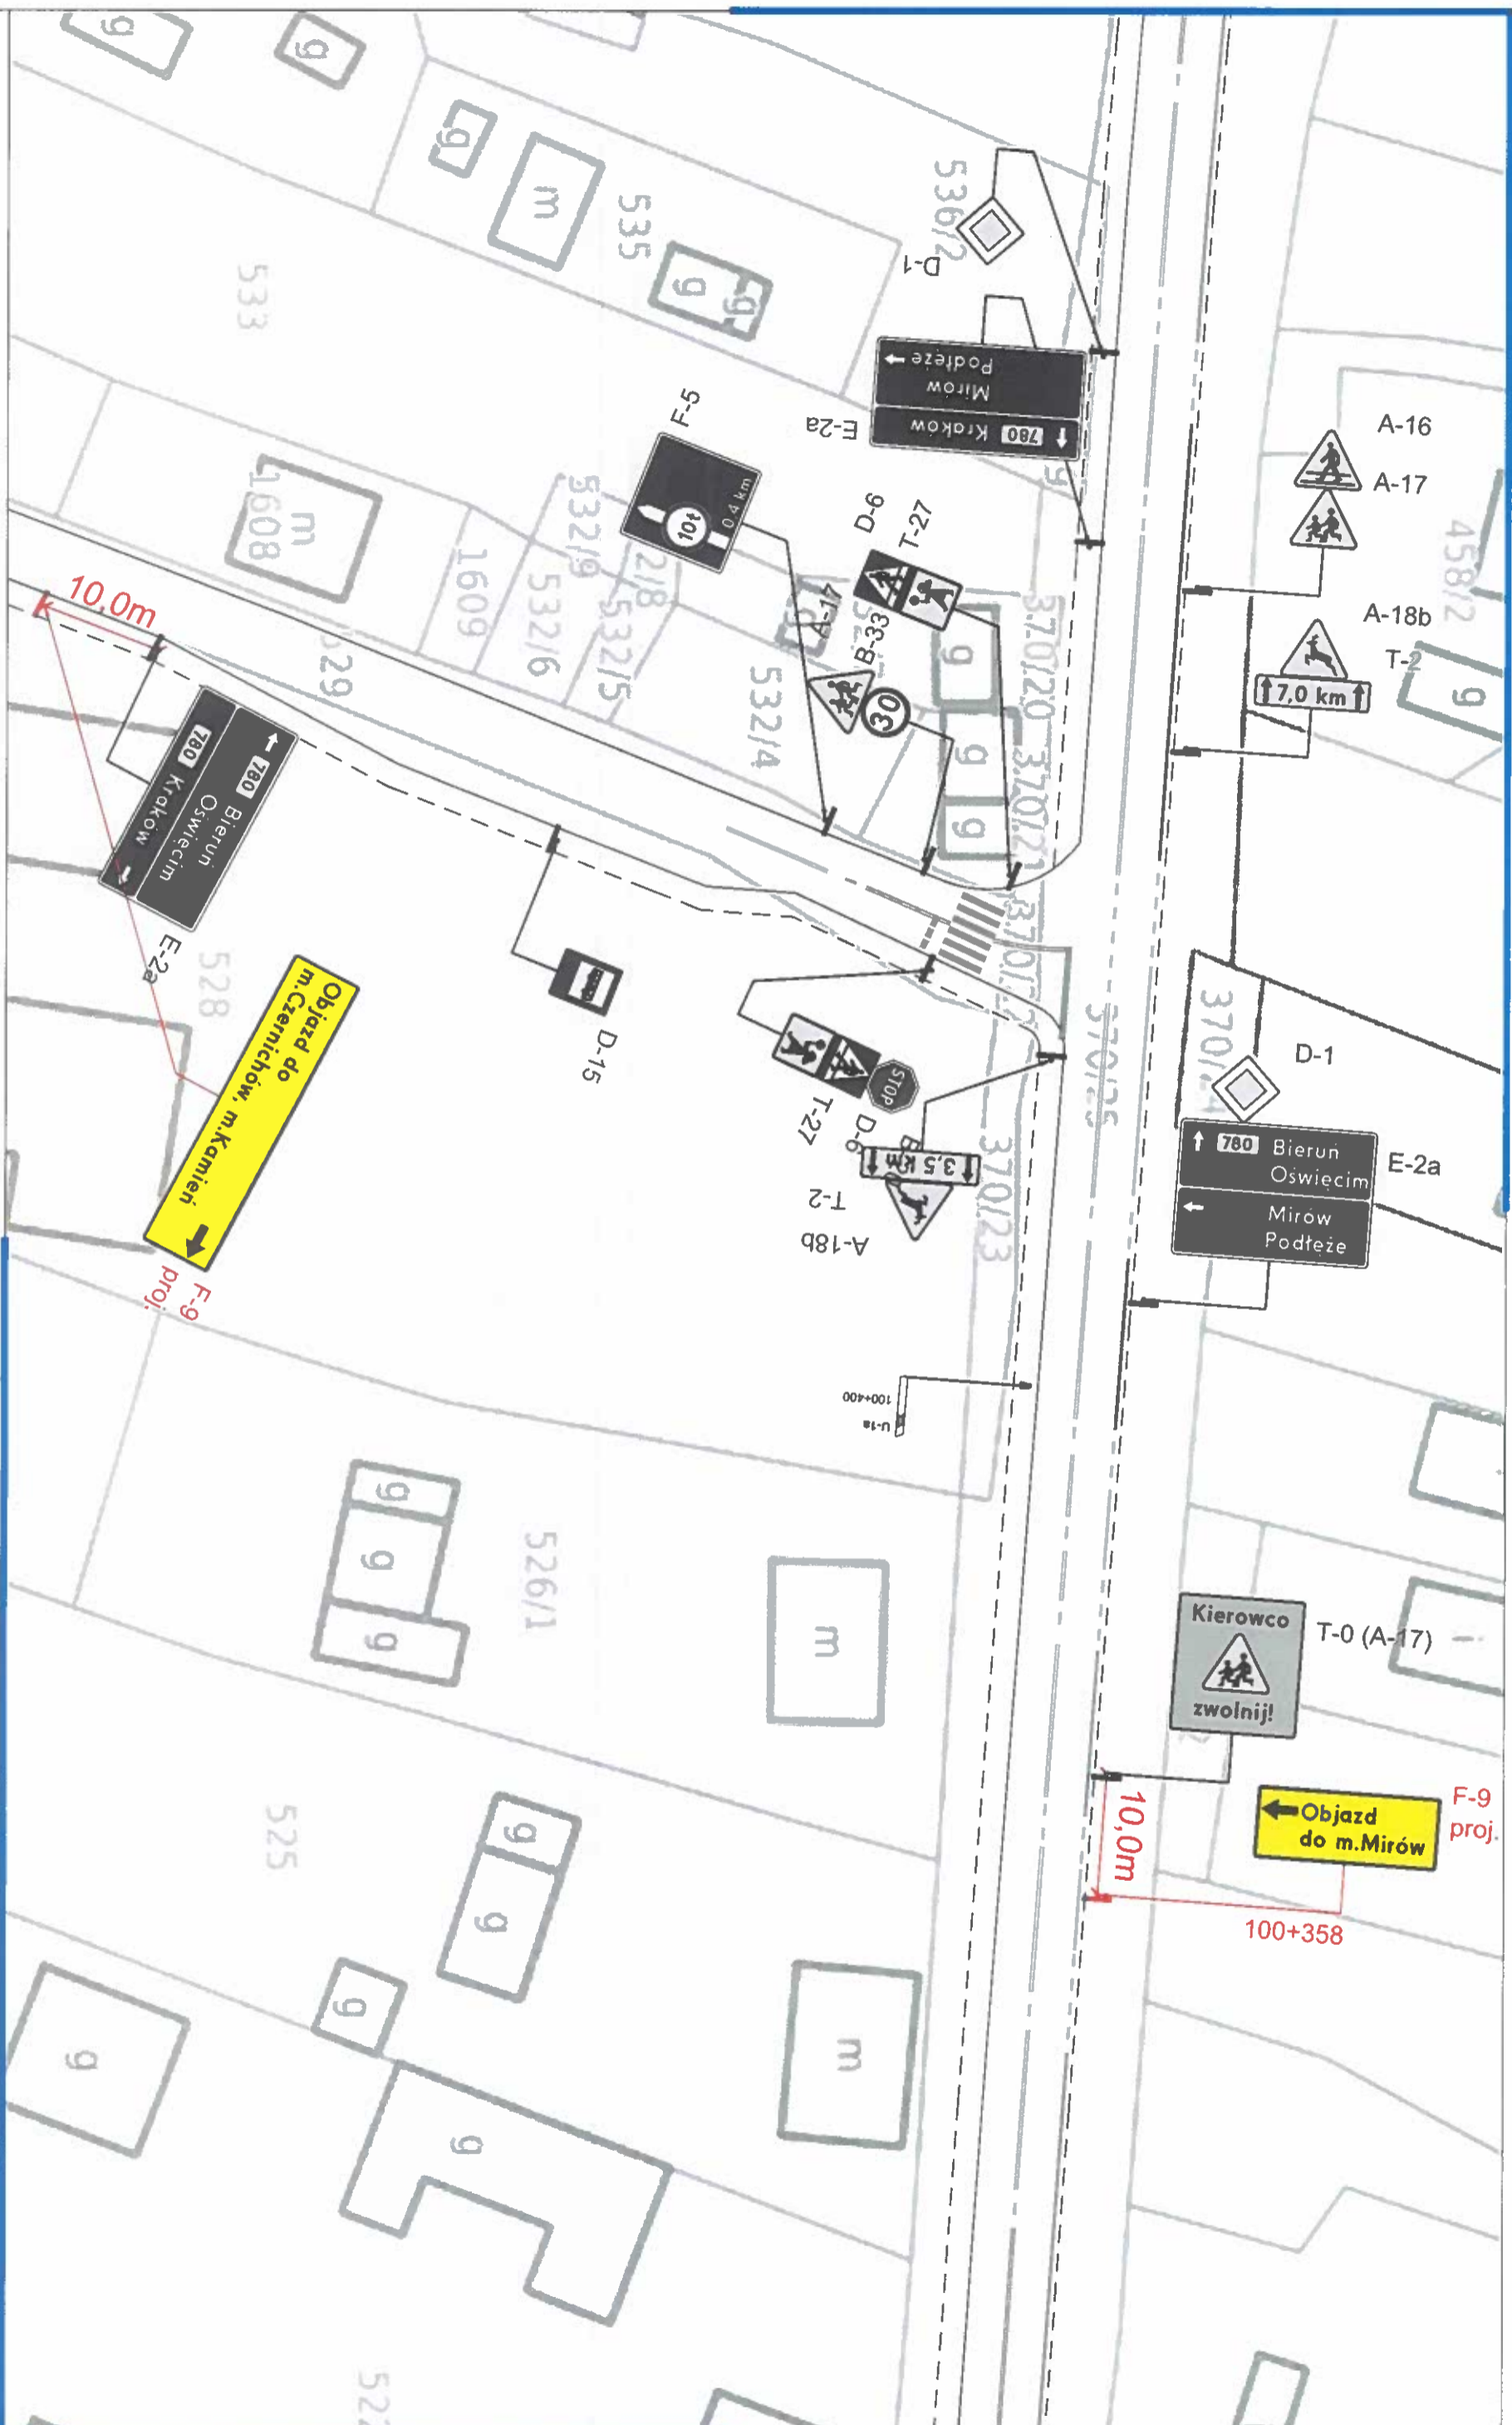 g
g
g
m
535
g
g
536/2
D-1
533
Podłęże
Mirów
780 Kraków
E-2a
A-16
A-17
458/2
F-5
0.4 km
10t
D-6
T-27
A-18b
T-2
7,0 km
g
1608
m
532/9
2/8
1609
532/6
532/5
A-17
B-33
30
g
370/20
532/4
g
370/21
g
10,0m
529
780 Bieruń
Oświęcim
780 Kraków
E-2a
528
Objazd do
m.Czernichów, m.Kamień
F-9
proj.
D-15
STOP
T-27
D-6
3,5 km
T-2
A-18b
370/23
D-1
780 Bieruń
Oświęcim
Mirów
Podłęże
E-2a
100+400
U-1a
g
g
g
526/1
m
Kierowco
zwolnij!
T-0 (A-17)
i
10,0m
Objazd
do m.Mirów
F-9
proj.
100+358
525
g
g
g
g
m
g